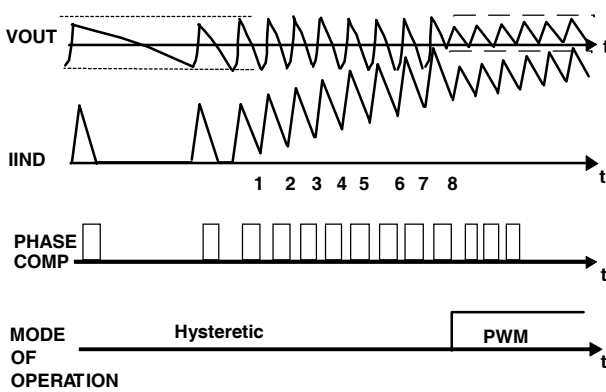 VOUT
t
IIND
t
1 2 3 4 5 6 7 8
PHASE
COMP
t
Hysteretic
PWM
MODE
OF
OPERATION
t